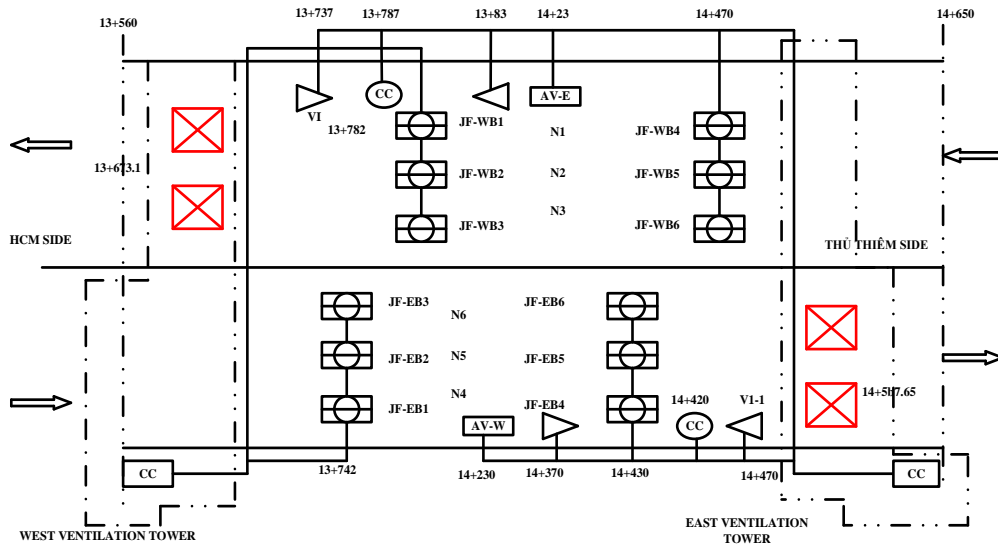 13+560
13+737
13+787
13+83
14+23
14+470
14+650
VI
CC
AV-E
13+782
JF-WB1
N1
JF-WB4
13+673.1
JF-WB2
N2
JF-WB5
JF-WB3
N3
JF-WB6
HCM SIDE
THỦ THIÊM SIDE
JF-EB3
N6
JF-EB6
JF-EB2
N5
JF-EB5
JF-EB1
N4
JF-EB4
14+420
V1-1
AV-W
CC
CC
13+742
14+230
14+370
14+430
14+470
CC
WEST VENTILATION TOWER
EAST VENTILATION
TOWER